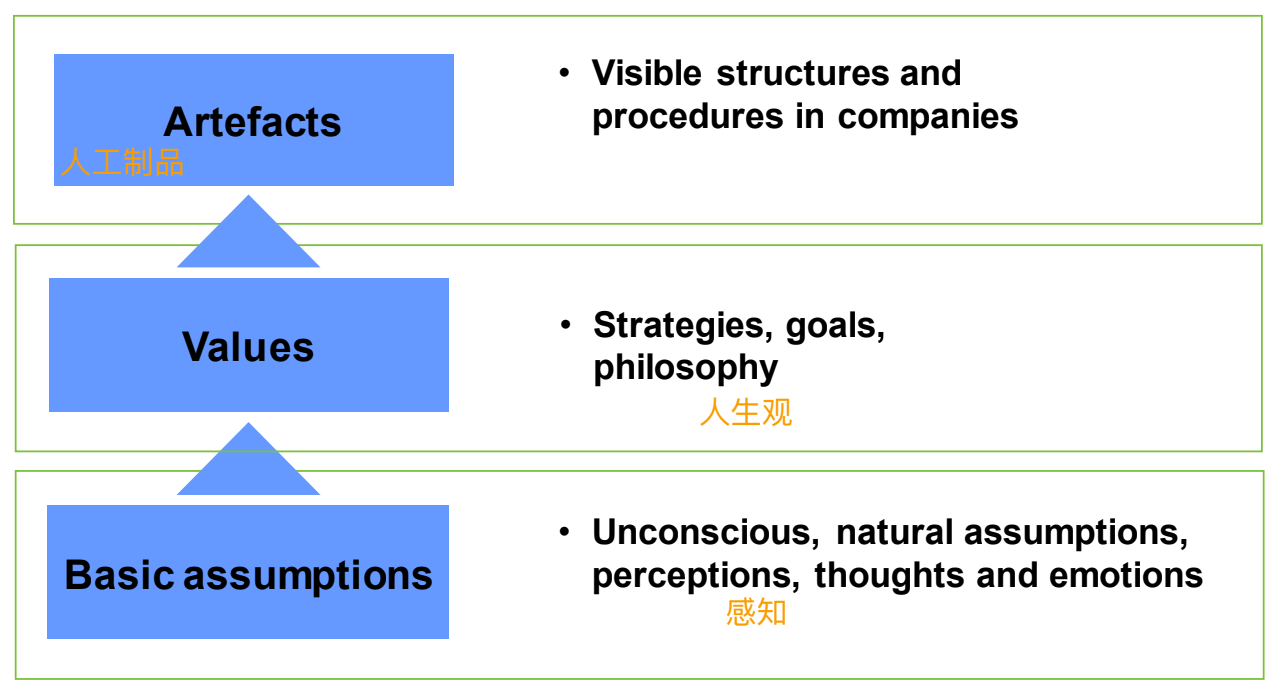 Artefacts
人工制品
• Visible structures and
procedures in companies
Values
• Strategies, goals,
philosophy
人生观
Basic assumptions
• Unconscious, natural assumptions,
perceptions, thoughts and emotions
感知